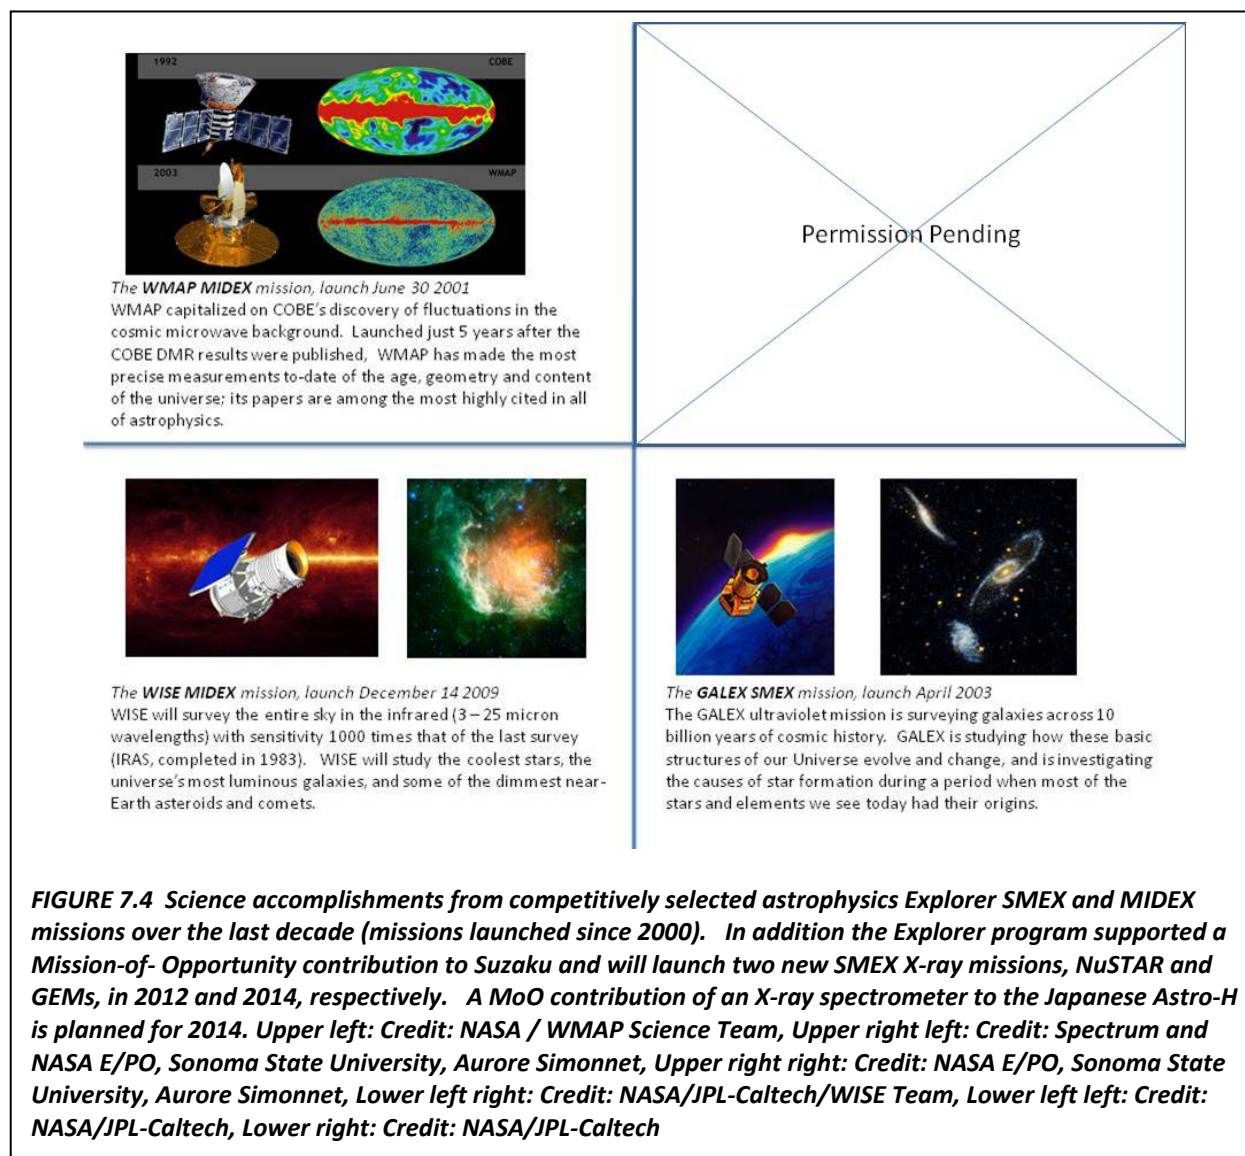 1992 COBE
2003 WMAP
The WMAP MIDEX mission, launch June 30 2001
WMAP capitalized on COBE's discovery of fluctuations in the
cosmic microwave background. Launched just 5 years after the
COBE DMR results were published, WMAP has made the most
precise measurements to-date of the age, geometry and content
of the universe; its papers are among the most highly cited in all
of astrophysics.
Permission Pending
The WISE MIDEX mission, launch December 14 2009
WISE will survey the entire sky in the infrared (3 – 25 micron
wavelengths) with sensitivity 1000 times that of the last survey
(IRAS, completed in 1983). WISE will study the coolest stars, the
universe's most luminous galaxies, and some of the dimmest near-
Earth asteroids and comets.
The GALEX SMEX mission, launch April 2003
The GALEX ultraviolet mission is surveying galaxies across 10
billion years of cosmic history. GALEX is studying how these basic
structures of our Universe evolve and change, and is investigating
the causes of star formation during a period when most of the
stars and elements we see today had their origins.
FIGURE 7.4 Science accomplishments from competitively selected astrophysics Explorer SMEX and MIDEX
missions over the last decade (missions launched since 2000). In addition the Explorer program supported a
Mission-of- Opportunity contribution to Suzaku and will launch two new SMEX X-ray missions, NuSTAR and
GEMs, in 2012 and 2014, respectively. A MoO contribution of an X-ray spectrometer to the Japanese Astro-H
is planned for 2014. Upper left: Credit: NASA / WMAP Science Team, Upper right left: Credit: Spectrum and
NASA E/PO, Sonoma State University, Aurore Simonnet, Upper right right: Credit: NASA E/PO, Sonoma State
University, Aurore Simonnet, Lower left right: Credit: NASA/JPL-Caltech/WISE Team, Lower left left: Credit:
NASA/JPL-Caltech, Lower right: Credit: NASA/JPL-Caltech